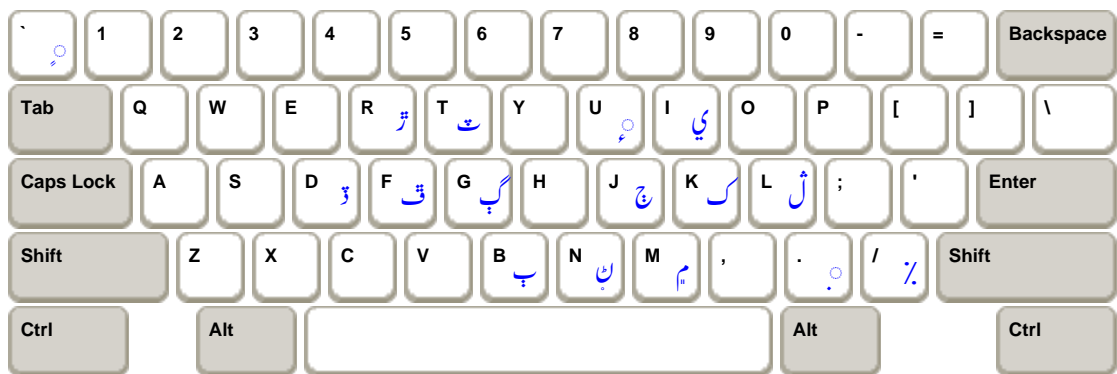 ` 1 2 3 4 5 6 7 8 9 0 - = Backspace
Tab Q W E R T Y U ◌ٕ I ي O P [ ] \
Caps Lock A S D F G H J K ک L ; ' Enter
Shift Z X C V B N M , . / ٪ Shift
Ctrl Alt Alt Ctrl